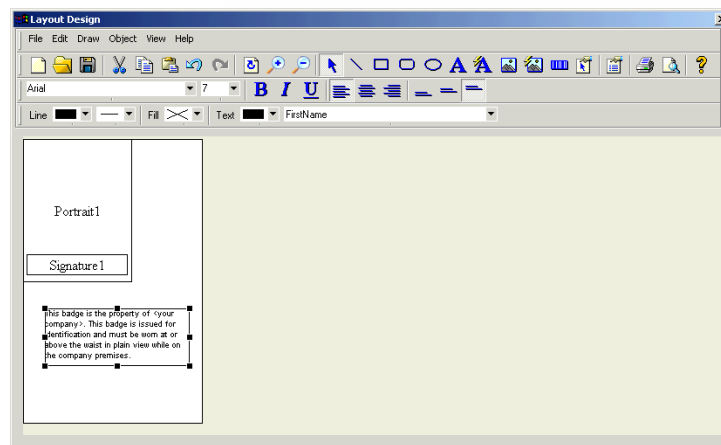 Layout Design
File Edit Draw Object View Help
Arial 7 B I U
Line Fill Text FirstName
Portrait1
Signature1
This badge is the property of <your
company>. This badge is issued for
identification and must be worn at or
above the waist in plain view while on
the company premises.